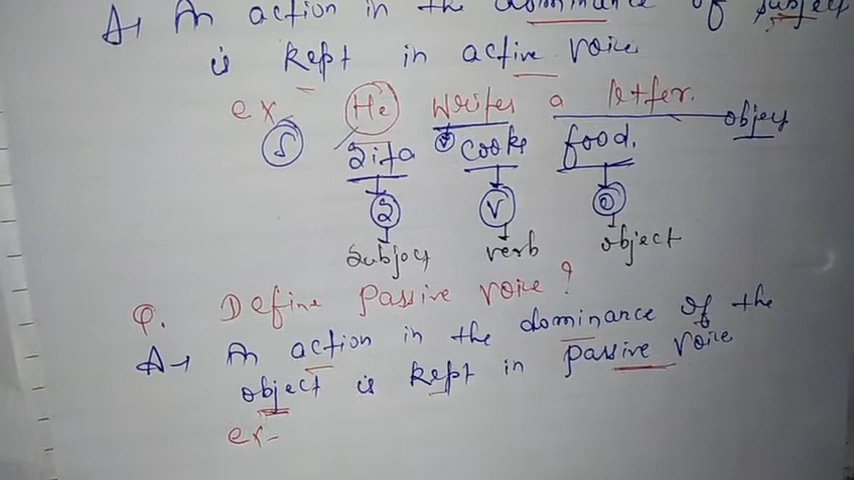 A→ An action in the dominance of subject
is kept in active voice
ex He writes a letter. object
S Sita V cooks food.
S V O
Subject verb object
Q. Define passive voice?
A→ An action in the dominance of the
object is kept in passive voice
ex-